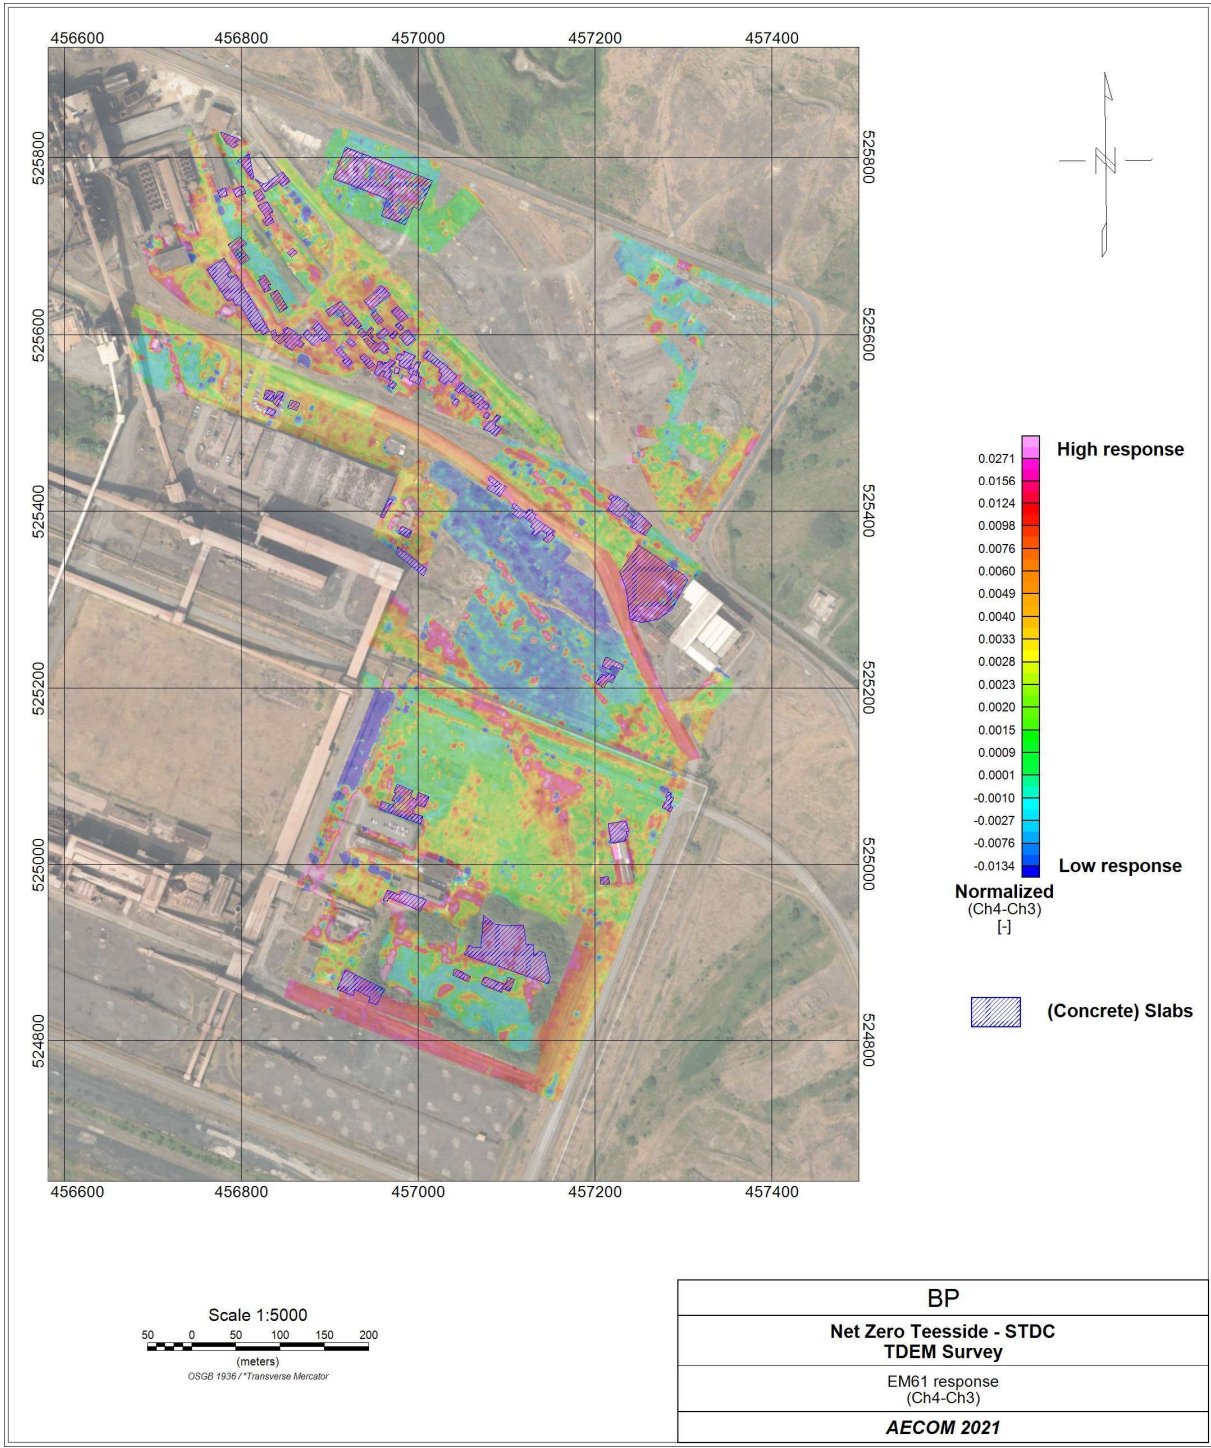 456600 456800 457000 457200 457400
525800 525800
525600 525600
525400 525400
525200 525200
525000 525000
524800 524800
456600 456800 457000 457200 457400
N
High response
0.0271
0.0156
0.0124
0.0098
0.0076
0.0060
0.0049
0.0040
0.0033
0.0028
0.0023
0.0020
0.0015
0.0009
0.0001
-0.0010
-0.0027
-0.0076
-0.0134
Low response
Normalized
(Ch4-Ch3)
[-]
(Concrete) Slabs
Scale 1:5000
50 0 50 100 150 200
(meters)
OSGB 1936 / *Transverse Mercator
BP
Net Zero Teesside - STDC
TDEM Survey
EM61 response
(Ch4-Ch3)
AECOM 2021